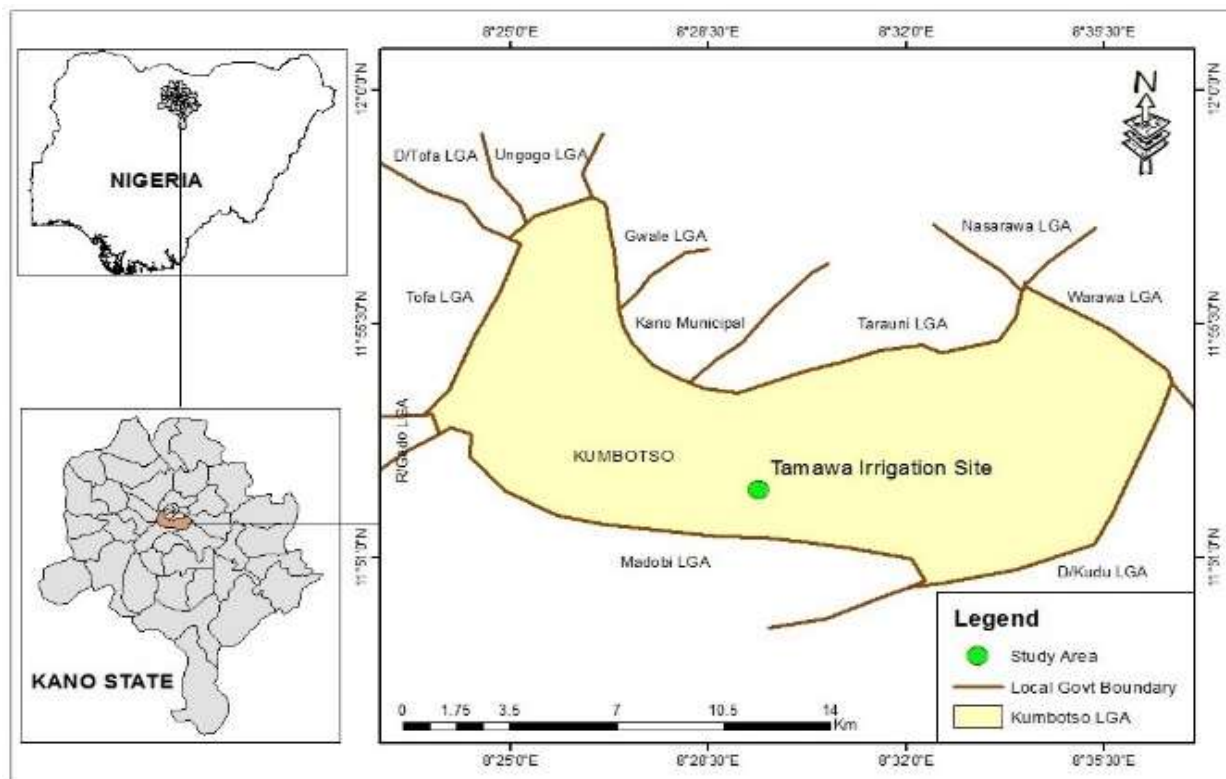 8°25'0"E 8°28'30"E 8°32'0"E 8°35'30"E
12°0'0"N
12°0'0"N
N
NIGERIA
D/Tofa LGA
Ungogo LGA
Gwale LGA
Nasarawa LGA
Tofa LGA
Kano Municipal
Tarauni LGA
Warawa LGA
11°55'30"N
11°55'30"N
R/Gado LGA
KUMBOTSO
Tamawa Irrigation Site
Madobi LGA
D/Kudu LGA
11°51'0"N
11°51'0"N
KANO STATE
Legend
Study Area
Local Govt Boundary
Kumbotso LGA
0 1.75 3.5 7 10.5 14
Km
8°25'0"E 8°28'30"E 8°32'0"E 8°35'30"E